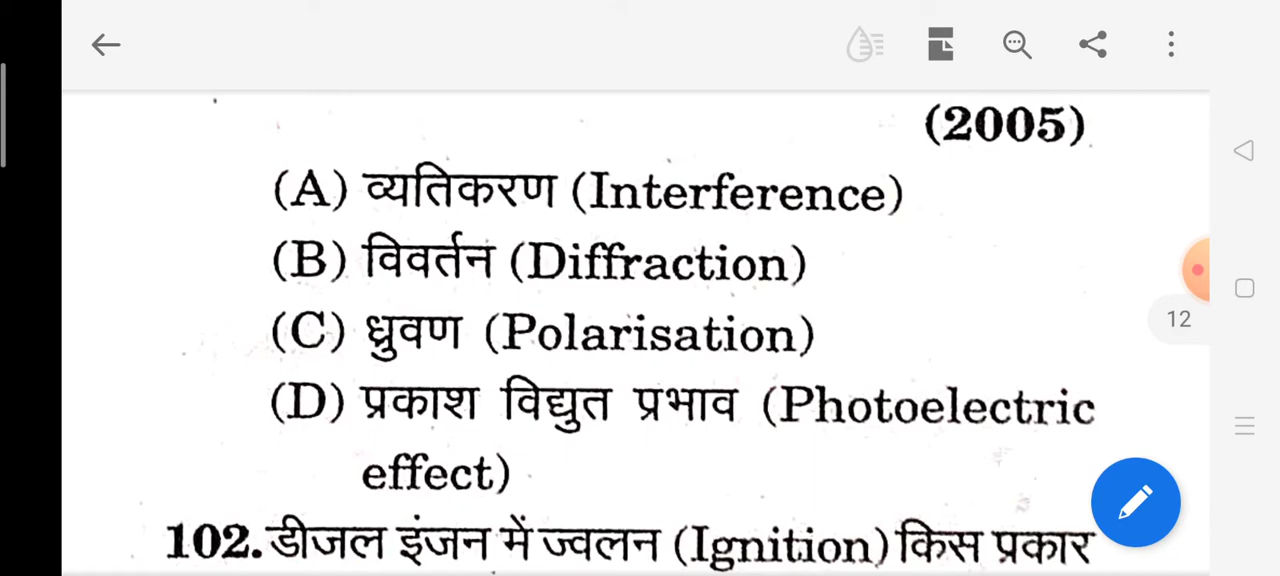 (2005)
(A) व्यतिकरण (Interference)
(B) विवर्तन (Diffraction)
(C) ध्रुवण (Polarisation)
12
(D) प्रकाश विद्युत प्रभाव (Photoelectric
effect)
102. डीजल इंजन में ज्वलन (Ignition) किस प्रकार